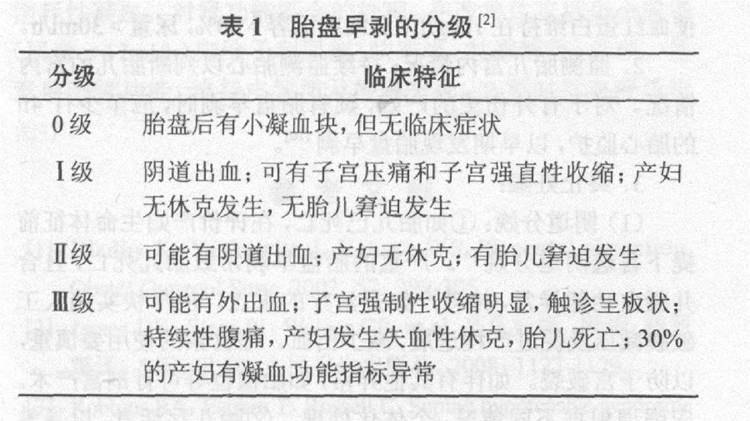 表1 胎盘早剥的分级[2]
分级 临床特征
0级 胎盘后有小凝血块，但无临床症状
Ⅰ级 阴道出血；可有子宫压痛和子宫强直性收缩；产妇
无休克发生，无胎儿窘迫发生
Ⅱ级 可能有阴道出血；产妇无休克；有胎儿窘迫发生
Ⅲ级 可能有外出血；子宫强制性收缩明显，触诊呈板状；
持续性腹痛，产妇发生失血性休克，胎儿死亡；30%
的产妇有凝血功能指标异常